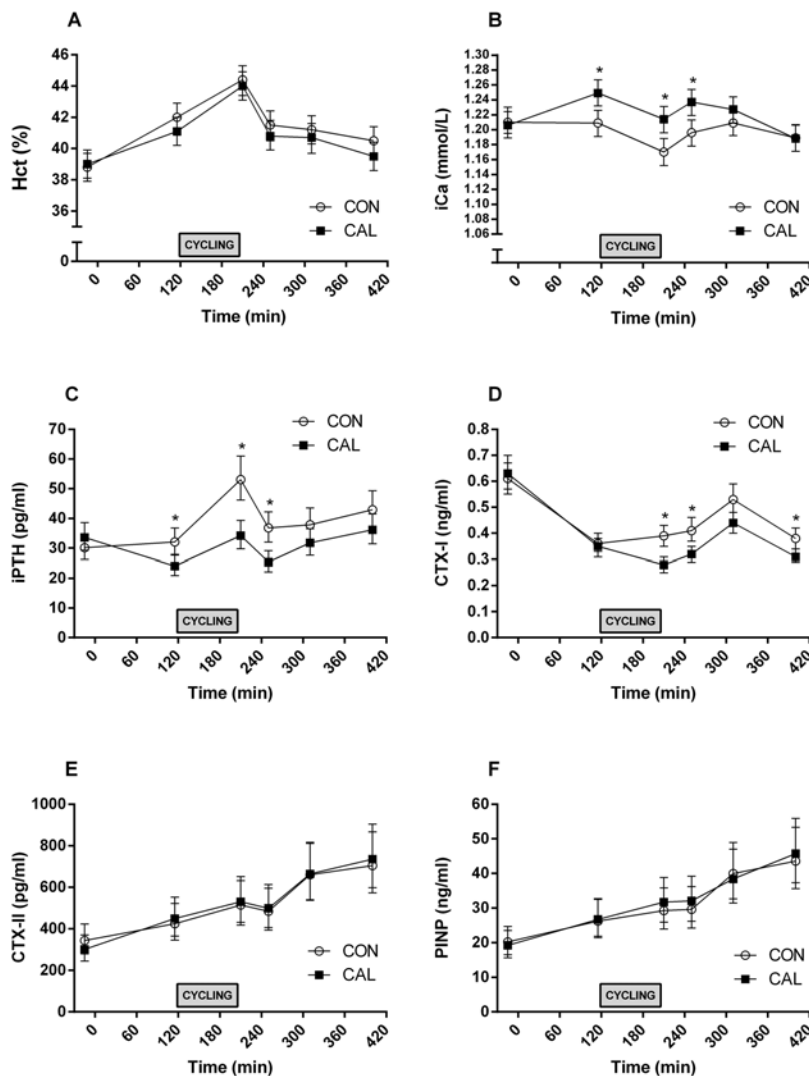 A
Hct (%)
46
44
42
40
38
36
0
CON
CAL
CYCLING
0 60 120 180 240 300 360 420
Time (min)
B
iCa (mmol/L)
1.30
1.28
1.26
1.24
1.22
1.20
1.18
1.16
1.14
1.12
1.10
1.08
1.06
0.00
* * *
CON
CAL
CYCLING
0 60 120 180 240 300 360 420
Time (min)
C
iPTH (pg/ml)
70
60
50
40
30
20
10
0
CON
CAL
* * *
CYCLING
0 60 120 180 240 300 360 420
Time (min)
D
CTX-I (ng/ml)
0.8
0.7
0.6
0.5
0.4
0.3
0.2
0.1
0.0
CON
CAL
* * *
CYCLING
0 60 120 180 240 300 360 420
Time (min)
E
CTX-II (pg/ml)
1000
800
600
400
200
0
CON
CAL
CYCLING
0 60 120 180 240 300 360 420
Time (min)
F
PINP (ng/ml)
60
50
40
30
20
10
0
CON
CAL
CYCLING
0 60 120 180 240 300 360 420
Time (min)